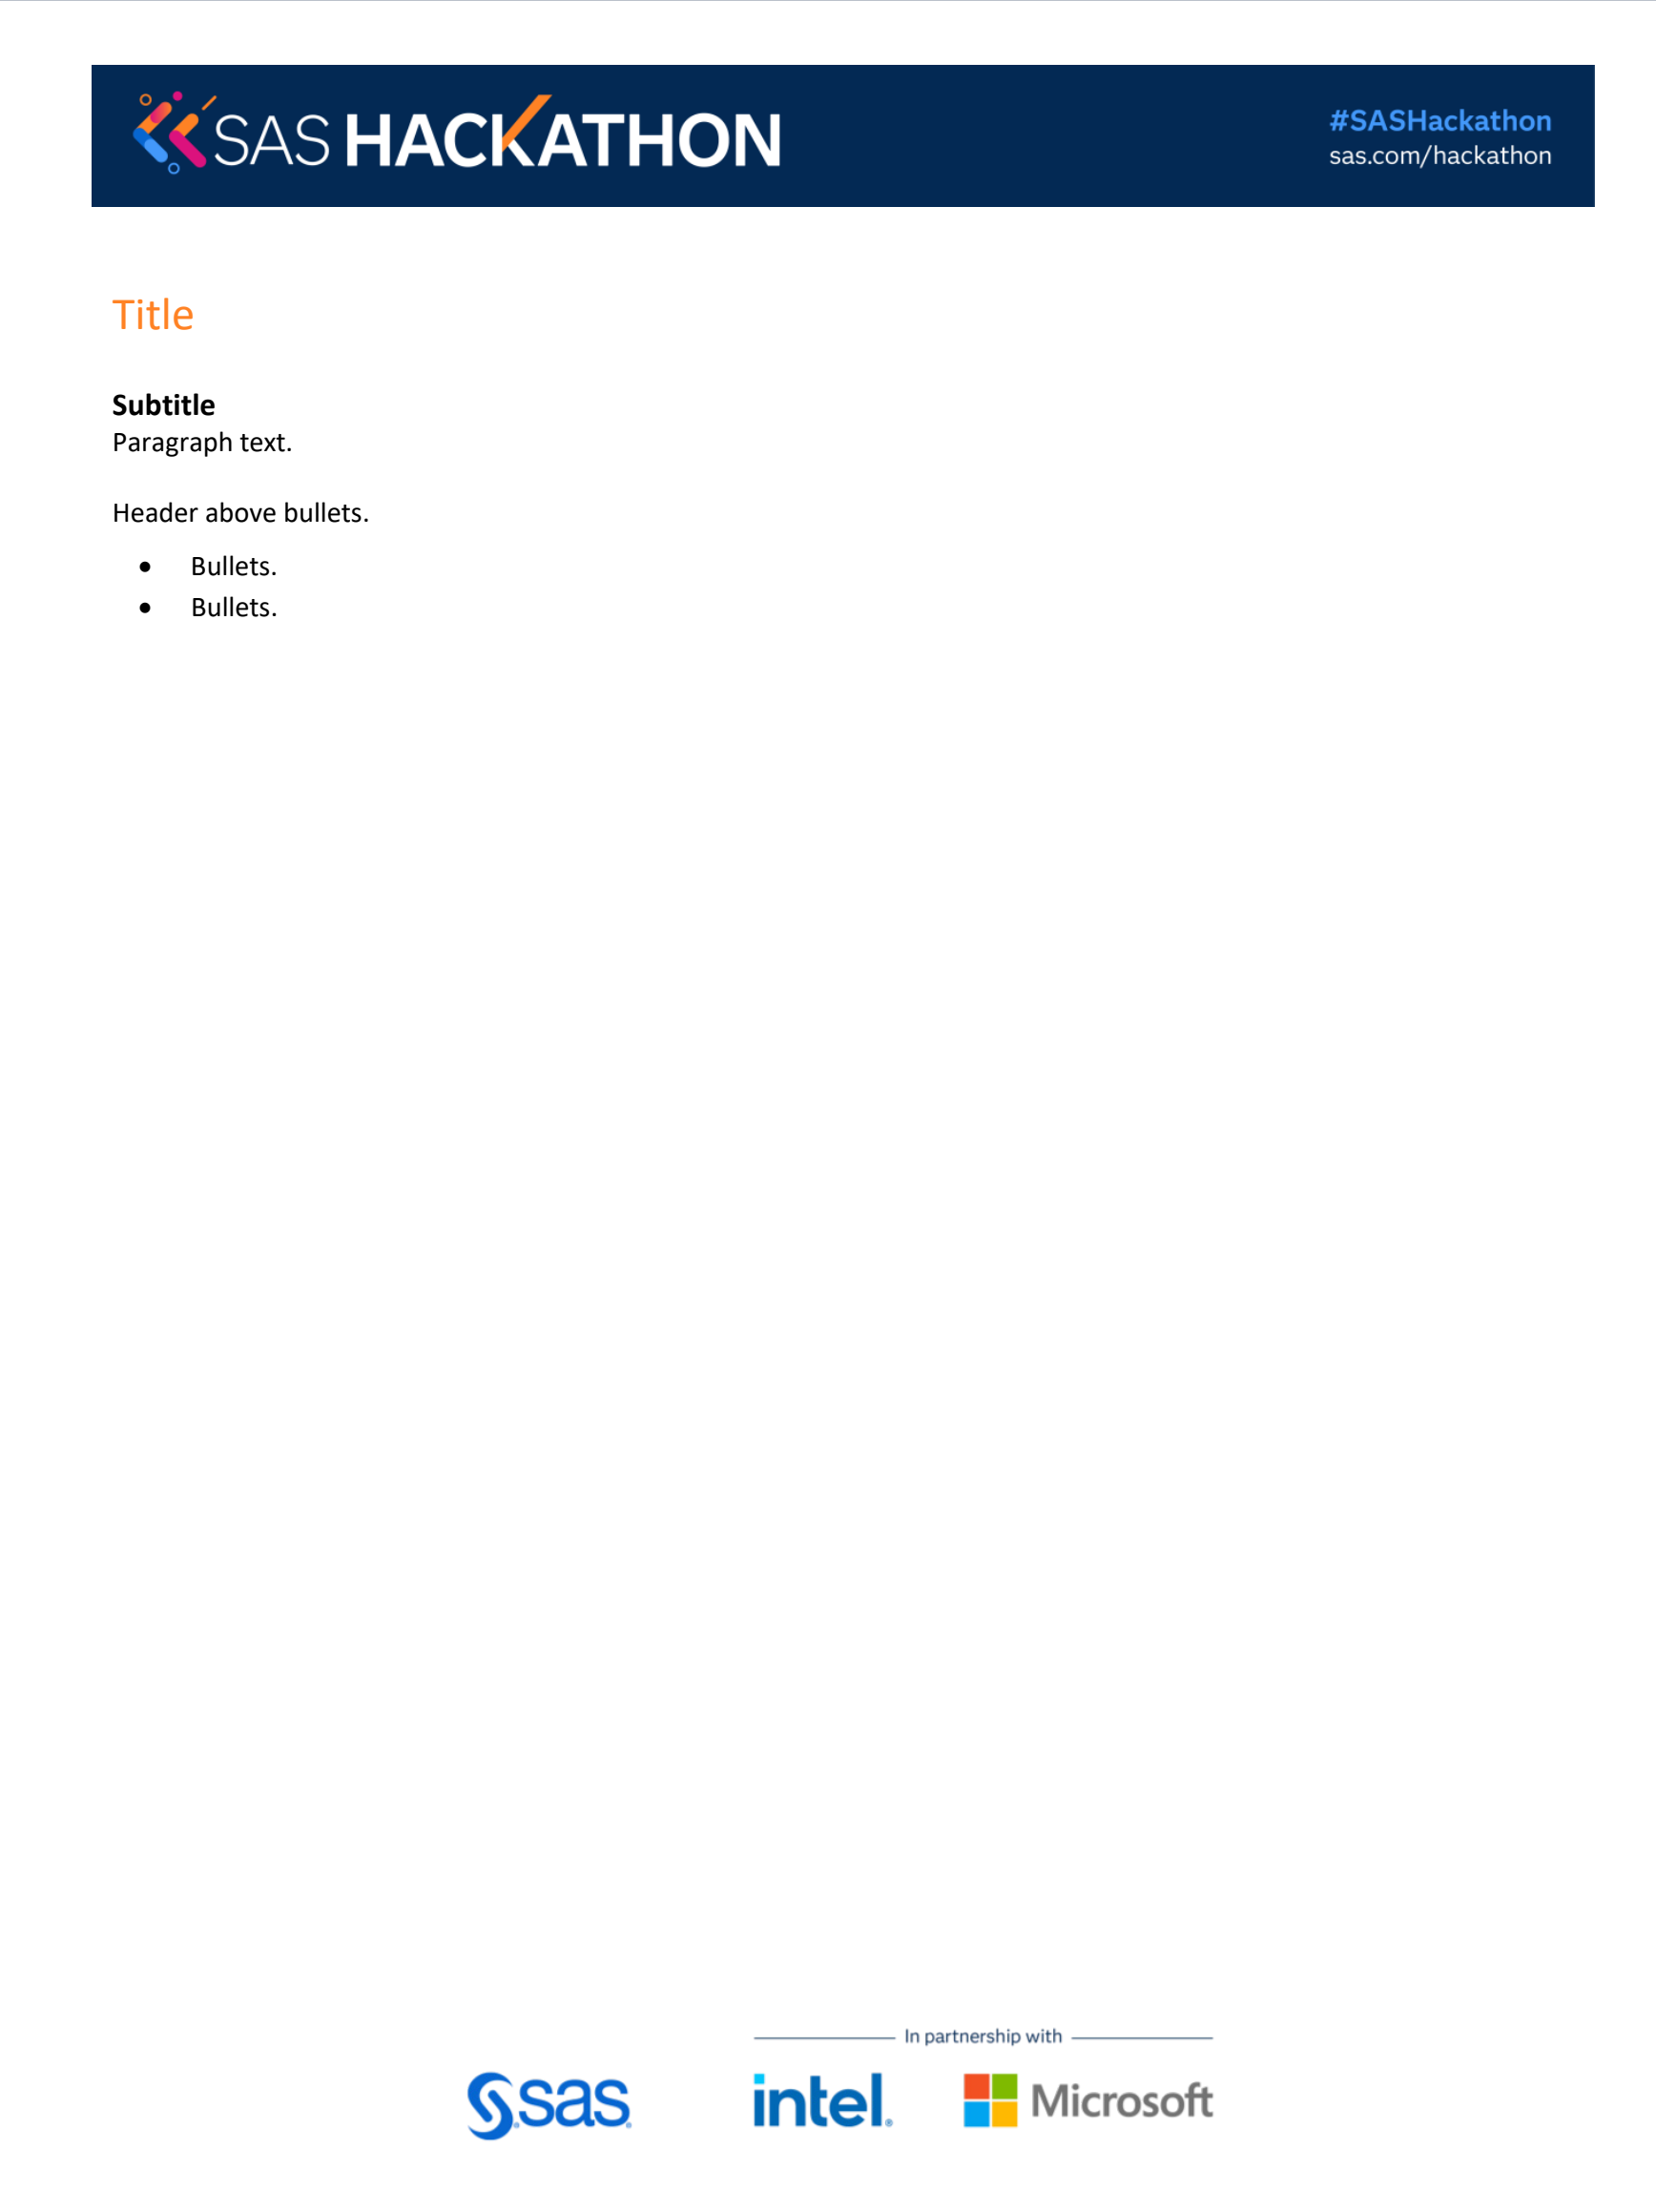 SAS HACKATHON
#SASHackathon
sas.com/hackathon
Title
Subtitle
Paragraph text.
Header above bullets.
• Bullets.
• Bullets.
In partnership with
sas
intel.
Microsoft